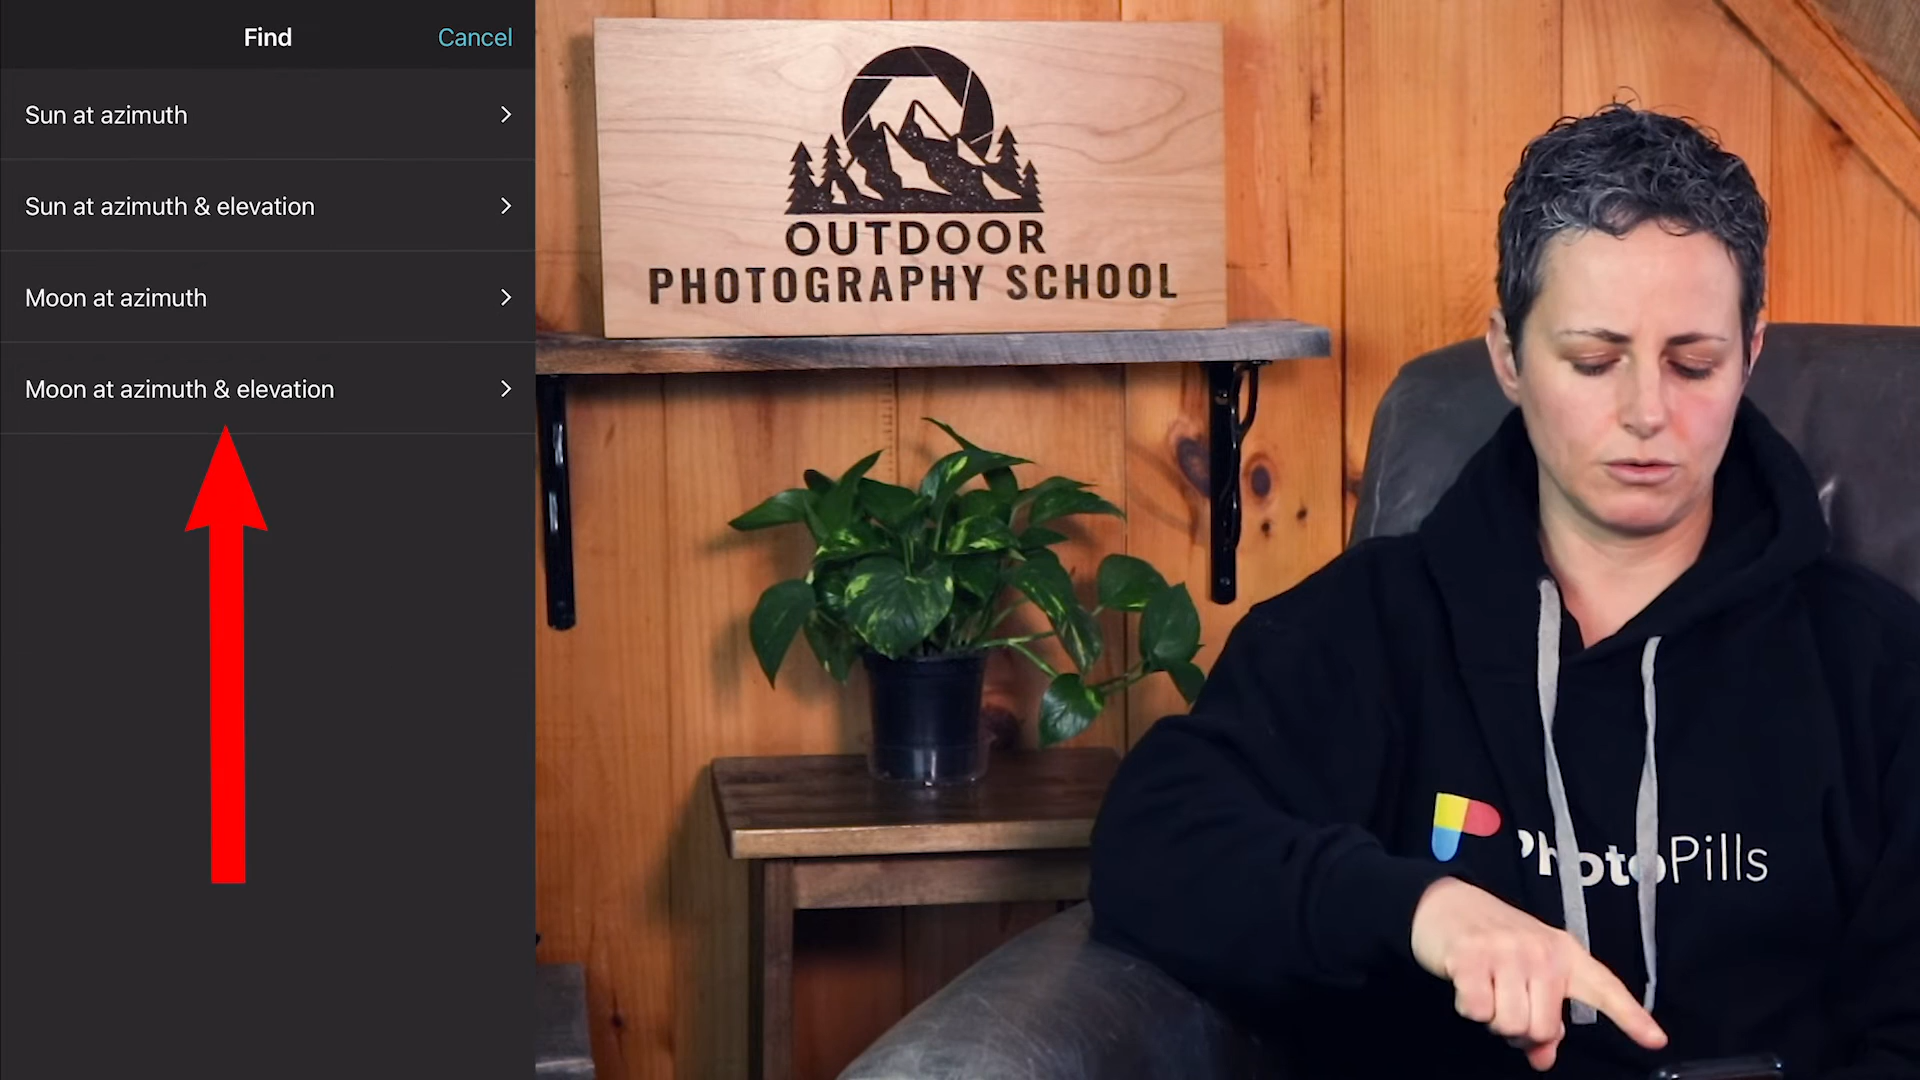 Find
Cancel
Sun at azimuth
Sun at azimuth & elevation
Moon at azimuth
Moon at azimuth & elevation
OUTDOOR
PHOTOGRAPHY SCHOOL
PhotoPills